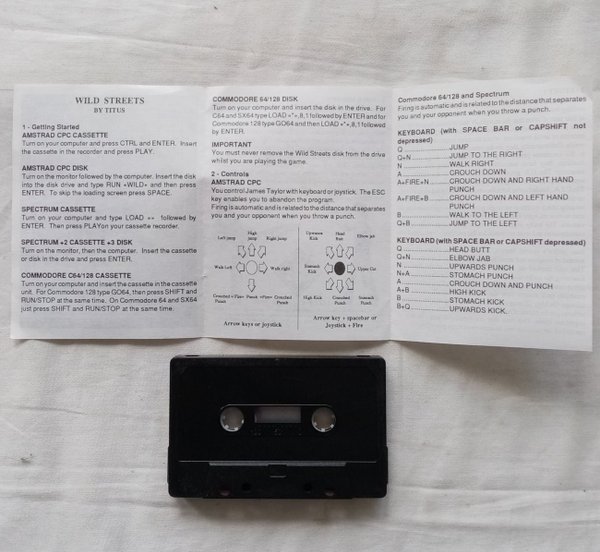 WILD STREETS
BY TITUS
1 - Getting Started
AMSTRAD CPC CASSETTE
Turn on your computer and press CTRL and ENTER. Insert
the cassette in the recorder and press PLAY.
AMSTRAD CPC DISK
Turn on the monitor followed by the computer. Insert the disk
into the disk drive and type RUN «WILD» and then press
ENTER. To skip the loading screen press SPACE.
SPECTRUM CASSETTE
Turn on your computer and type LOAD «» followed by
ENTER. Then press PLAYon your cassette recorder.
SPECTRUM +2 CASSETTE +3 DISK
Turn on the monitor, then the computer. Insert the cassette
or disk in the drive and press ENTER.
COMMODORE C64/128 CASSETTE
Turn on your computer and insert the cassette in the cassette
unit. For Commodore 128 type GO64, then press SHIFT and
RUN/STOP at the same time. On Commodore 64 and SX64
just press SHIFT and RUN/STOP at the same time.
COMMODORE 64/128 DISK
Turn on your computer and insert the disk in the drive. For
C64 and SX64 type LOAD «*»,8,1 followed by ENTER and for
Commodore 128 type GO64 and then LOAD «*»,8,1 followed
by ENTER.
IMPORTANT
You must never remove the Wild Streets disk from the drive
whilst you are playing the game.
2 - Controls
AMSTRAD CPC
You control James Taylor with keyboard or joystick. The ESC
key enables you to abandon the program.
Firing is automatic and is related to the distance that separates
you and your opponent when you throw a punch.
Left jump High jump Right jump
Walk Left Walk right
Crouched + Fire= Punch Punch +Fire= Crouched Punch
Arrow keys or joystick
Upwards Kick Head Butt Elbow jab
Stomach Kick Upper Cut
High Kick Crouched Punch Stomach Punch
Arrow key + spacebar or
Joystick + Fire
Commodore 64/128 and Spectrum
Firing is automatic and is related to the distance that separates
you and your opponent when you throw a punch.
KEYBOARD (with SPACE BAR or CAPSHIFT not
depressed)
Q JUMP
Q+N JUMP TO THE RIGHT
N WALK RIGHT
A CROUCH DOWN
A+FIRE+N CROUCH DOWN AND RIGHT HAND
PUNCH
A+FIRE+B CROUCH DOWN AND LEFT HAND
PUNCH
B WALK TO THE LEFT
Q+B JUMP TO THE LEFT
KEYBOARD(with SPACE BAR or CAPSHIFT depressed)
Q HEAD BUTT
Q+N ELBOW JAB
N UPWARDS PUNCH
N+A STOMACH PUNCH
A CROUCH DOWN AND PUNCH
A+B HIGH KICK
B STOMACH KICK
B+Q UPWARDS KICK.